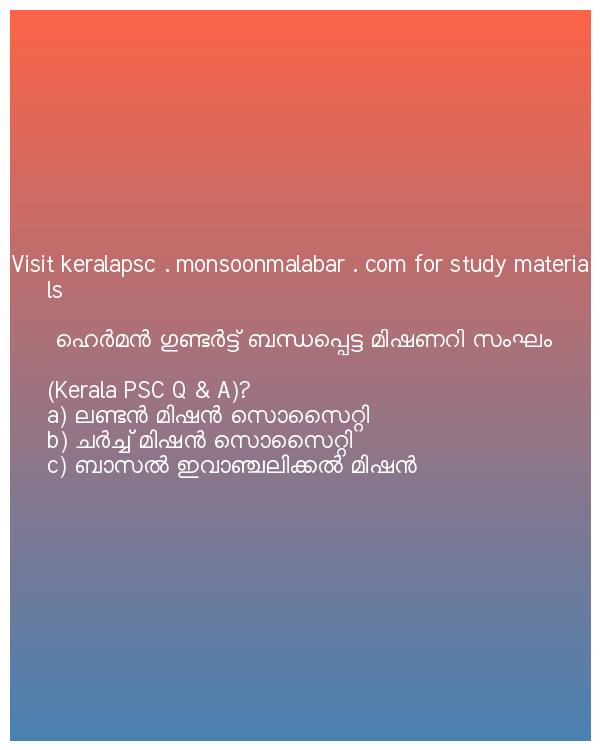 Visit keralapsc . monsoonmalabar . com for study materia
ls
ഹെർമൻ ഗുണ്ടർട്ട് ബന്ധപ്പെട്ട മിഷണറി സംഘം
(Kerala PSC Q & A)?
a) ലണ്ടൻ മിഷൻ സൊസൈറ്റി
b) ചർച്ച് മിഷൻ സൊസൈറ്റി
c) ബാസൽ ഇവാഞ്ചലിക്കൽ മിഷൻ